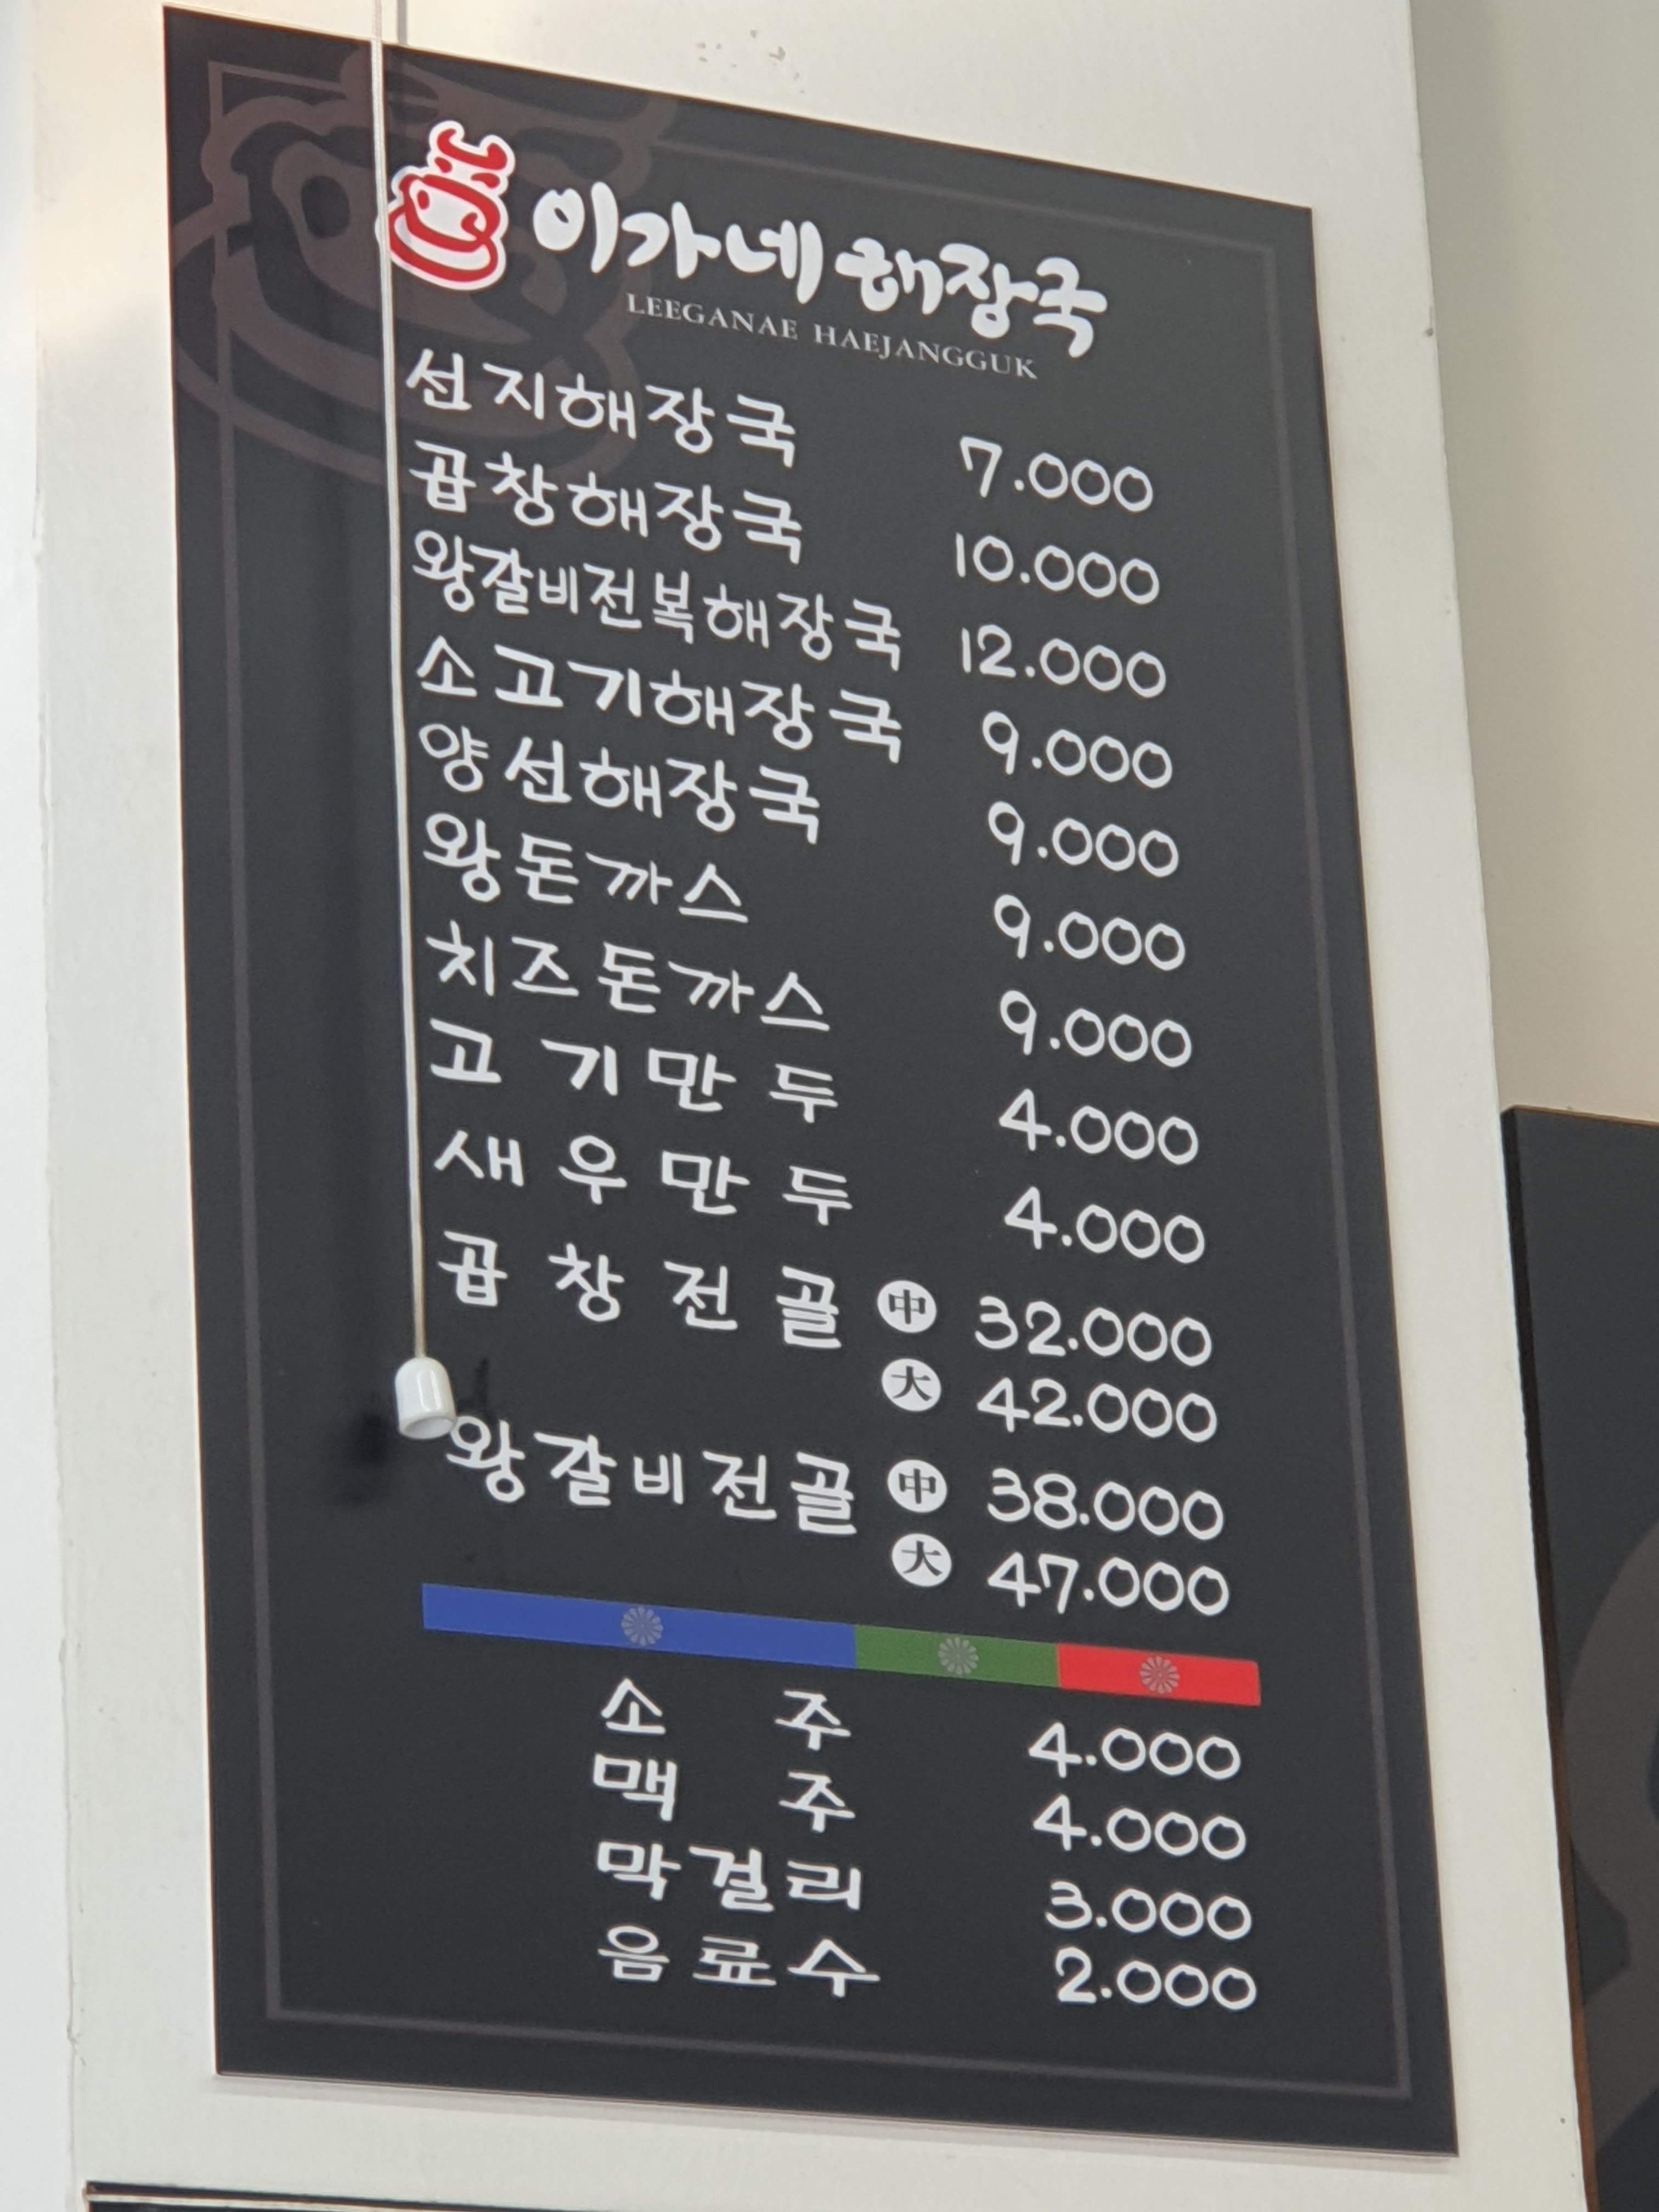 이가네 해장국
LEEGANAE HAEJANGGUK
선지해장국 7.000
곱창해장국 10.000
왕갈비전복해장국 12.000
소고기해장국 9.000
양선해장국 9.000
왕돈까스 9.000
치즈돈까스 9.000
고기만두 4.000
새우만두 4.000
곱창전골 中 32.000
大 42.000
왕갈비전골 中 38.000
大 47.000
소주 4.000
맥주 4.000
막걸리 3.000
음료수 2.000